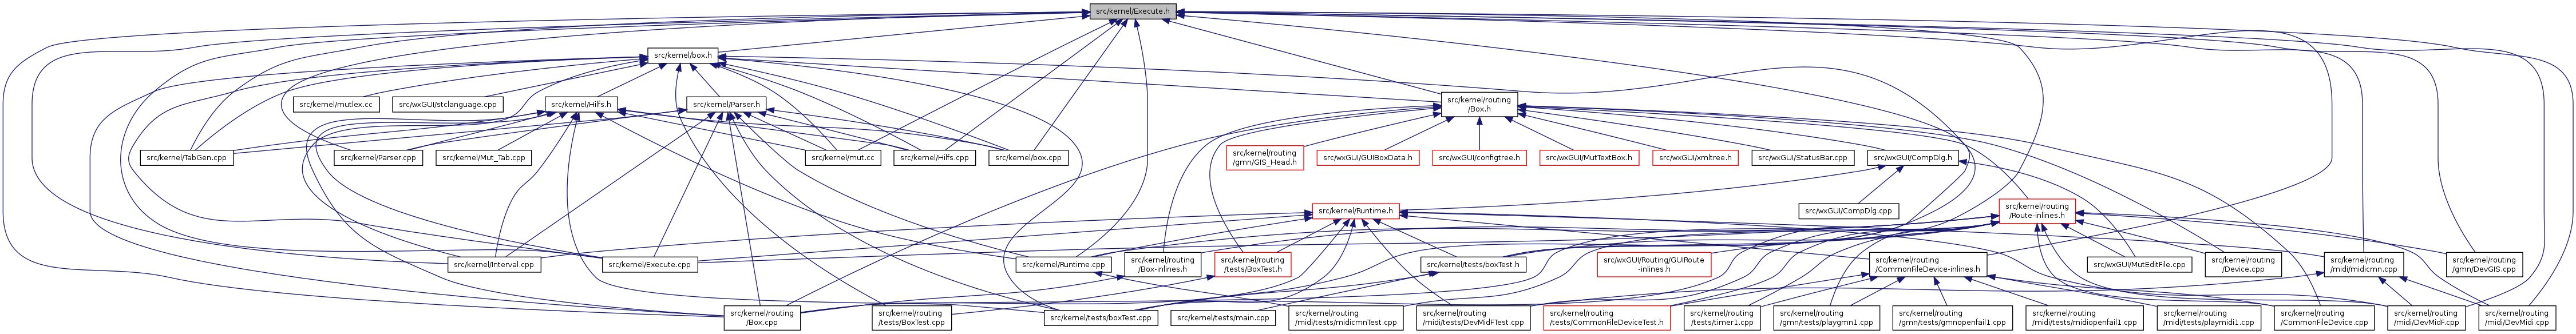 src/kernel/Execute.h
src/kernel/box.h
src/kernel/mutlex.cc
src/wxGUI/stclanguage.cpp
src/kernel/Hilfs.h
src/kernel/Parser.h
src/kernel/routing
/Box.h
src/kernel/TabGen.cpp
src/kernel/Parser.cpp
src/kernel/Mut_Tab.cpp
src/kernel/mut.cc
src/kernel/Hilfs.cpp
src/kernel/box.cpp
src/kernel/routing
/gmn/GIS_Head.h
src/wxGUI/GUIBoxData.h
src/wxGUI/configtree.h
src/wxGUI/MutTextBox.h
src/wxGUI/xmltree.h
src/wxGUI/StatusBar.cpp
src/wxGUI/CompDlg.h
src/kernel/Runtime.h
src/wxGUI/CompDlg.cpp
src/kernel/routing
/Route-inlines.h
src/kernel/Interval.cpp
src/kernel/Execute.cpp
src/kernel/Runtime.cpp
src/kernel/routing
/Box-inlines.h
src/kernel/routing
/tests/BoxTest.h
src/kernel/tests/boxTest.h
src/wxGUI/Routing/GUIRoute
-inlines.h
src/kernel/routing
/CommonFileDevice-inlines.h
src/wxGUI/MutEditFile.cpp
src/kernel/routing
/Device.cpp
src/kernel/routing
/midi/midicmn.cpp
src/kernel/routing
/gmn/DevGIS.cpp
src/kernel/routing
/Box.cpp
src/kernel/routing
/tests/BoxTest.cpp
src/kernel/tests/boxTest.cpp
src/kernel/tests/main.cpp
src/kernel/routing
/midi/tests/midicmnTest.cpp
src/kernel/routing
/midi/tests/DevMidFTest.cpp
src/kernel/routing
/tests/CommonFileDeviceTest.h
src/kernel/routing
/tests/timer1.cpp
src/kernel/routing
/gmn/tests/playgmn1.cpp
src/kernel/routing
/gmn/tests/gmnopenfail1.cpp
src/kernel/routing
/midi/tests/midiopenfail1.cpp
src/kernel/routing
/midi/tests/playmidi1.cpp
src/kernel/routing
/CommonFileDevice.cpp
src/kernel/routing
/midi/DevMidF.cpp
src/kernel/routing
/midi/DevMidi.cpp